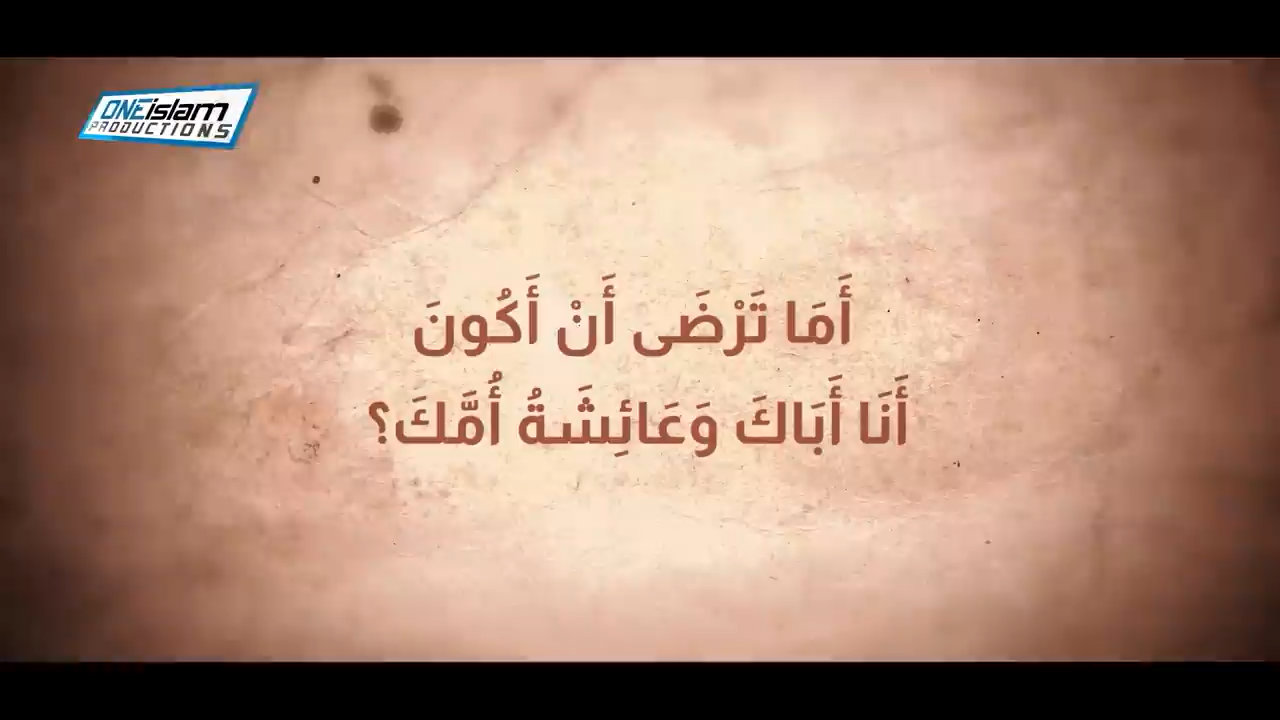 ONEislam
PRODUCTIONS
أَمَا تَرْضَى أَنْ أَكُونَ
أَنَا أَبَاكَ وَعَائِشَةُ أُمَّكَ؟